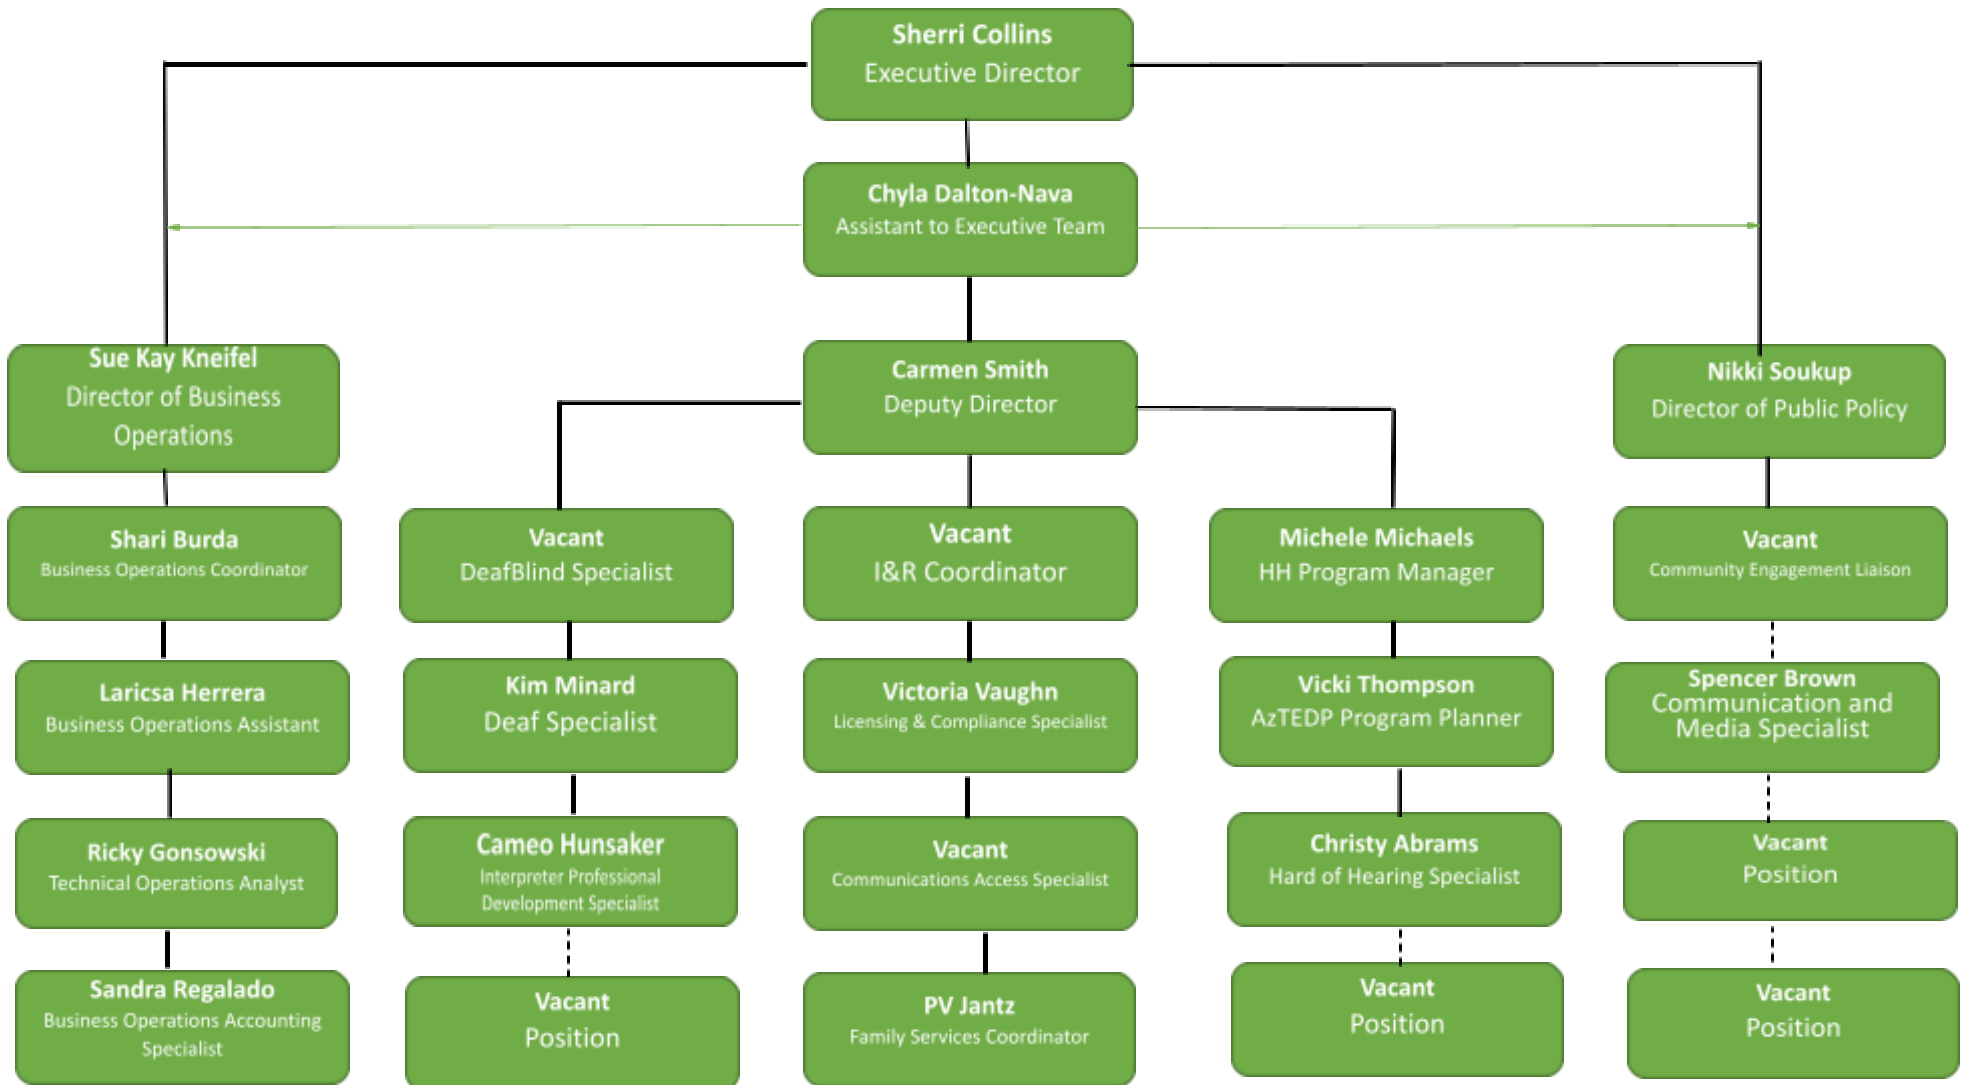 Sherri Collins
Executive Director
Chyla Dalton-Nava
Assistant to Executive Team
Sue Kay Kneifel
Director of Business
Operations
Carmen Smith
Deputy Director
Nikki Soukup
Director of Public Policy
Shari Burda
Business Operations Coordinator
Vacant
DeafBlind Specialist
Vacant
I&R Coordinator
Michele Michaels
HH Program Manager
Vacant
Community Engagement Liaison
Laricsa Herrera
Business Operations Assistant
Kim Minard
Deaf Specialist
Victoria Vaughn
Licensing & Compliance Specialist
Vicki Thompson
AzTEDP Program Planner
Spencer Brown
Communication and
Media Specialist
Ricky Gonsowski
Technical Operations Analyst
Cameo Hunsaker
Interpreter Professional
Development Specialist
Vacant
Communications Access Specialist
Christy Abrams
Hard of Hearing Specialist
Vacant
Position
Sandra Regalado
Business Operations Accounting
Specialist
Vacant
Position
PV Jantz
Family Services Coordinator
Vacant
Position
Vacant
Position